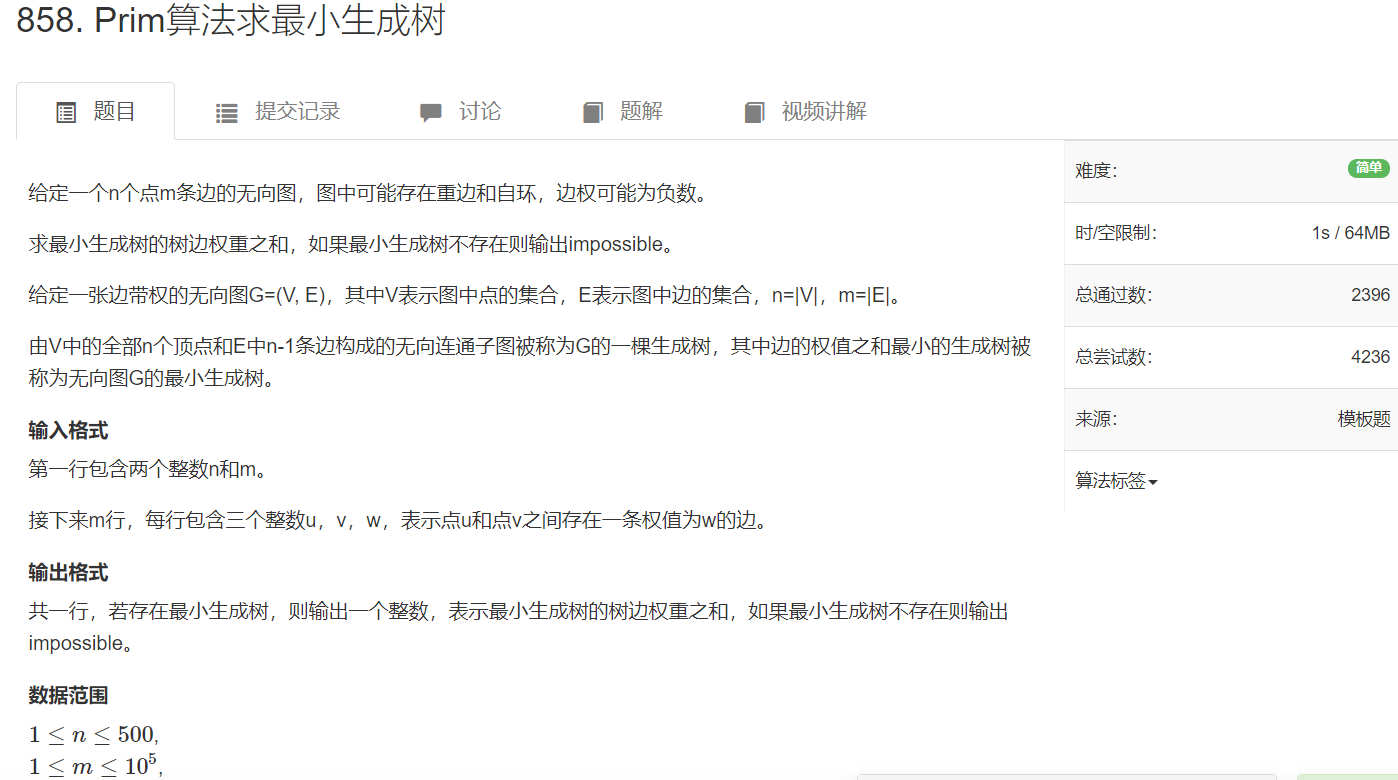 858. Prim算法求最小生成树
题目
提交记录
讨论
题解
视频讲解
给定一个n个点m条边的无向图，图中可能存在重边和自环，边权可能为负数。
求最小生成树的树边权重之和，如果最小生成树不存在则输出impossible。
给定一张边带权的无向图G=(V, E)，其中V表示图中点的集合，E表示图中边的集合，n=|V|，m=|E|。
由V中的全部n个顶点和E中n-1条边构成的无向连通子图被称为G的一棵生成树，其中边的权值之和最小的生成树被
称为无向图G的最小生成树。
输入格式
第一行包含两个整数n和m。
接下来m行，每行包含三个整数u，v，w，表示点u和点v之间存在一条权值为w的边。
输出格式
共一行，若存在最小生成树，则输出一个整数，表示最小生成树的树边权重之和，如果最小生成树不存在则输出
impossible。
数据范围
1 ≤ n ≤ 500,
1 ≤ m ≤ 10⁵,
难度： 简单
时/空限制： 1s / 64MB
总通过数： 2396
总尝试数： 4236
来源： 模板题
算法标签